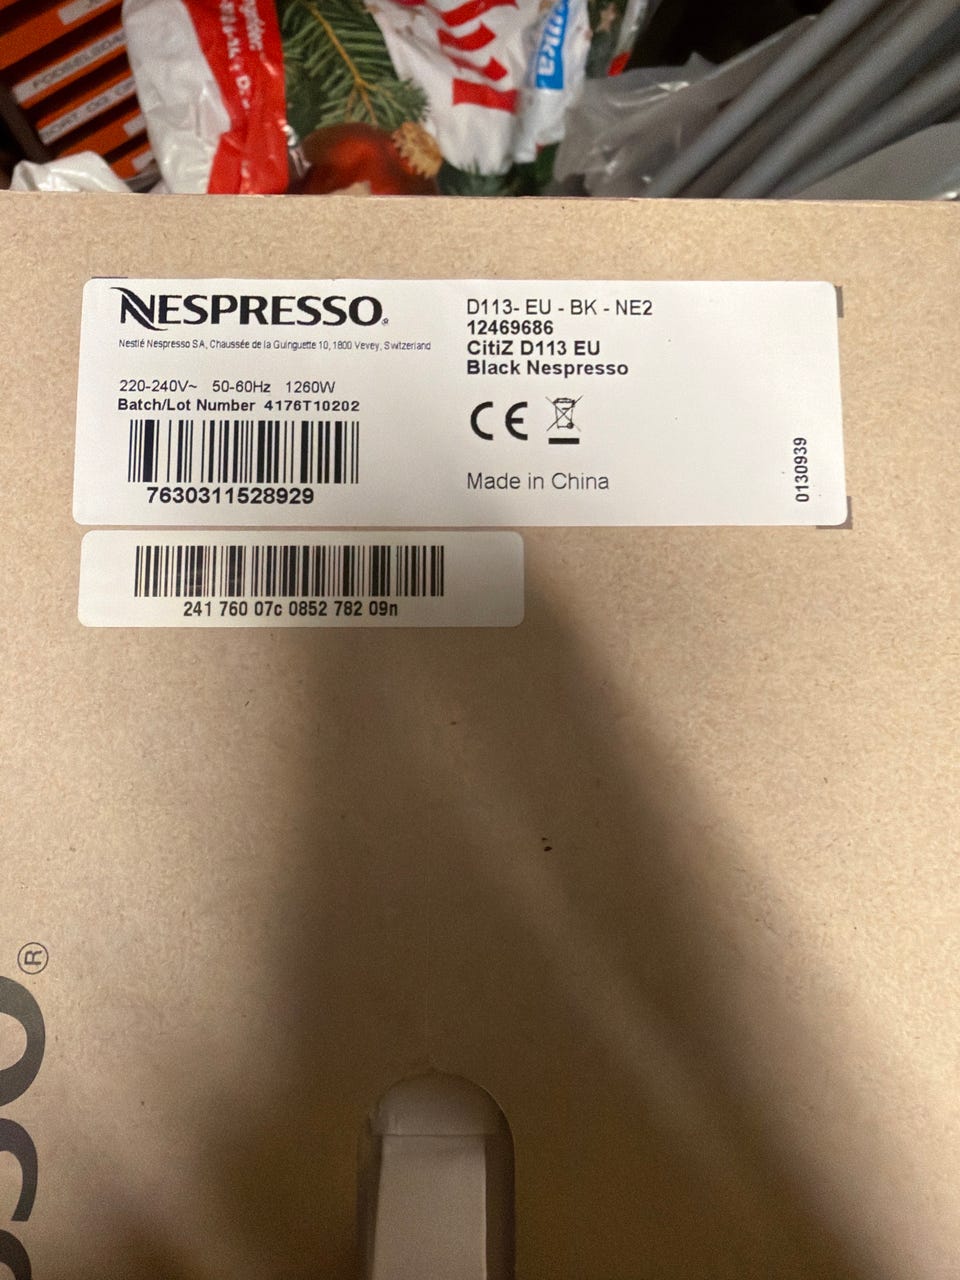 Milka
NESPRESSO®
Nestlé Nespresso SA, Chaussée de la Guinguette 10, 1800 Vevey, Switzerland
220-240V~ 50-60Hz 1260W
Batch/Lot Number 4176T10202
7630311528929
D113- EU - BK - NE2
12469686
CitiZ D113 EU
Black Nespresso
CE
Made in China
0130939
241 760 07c 0852 782 09n
®